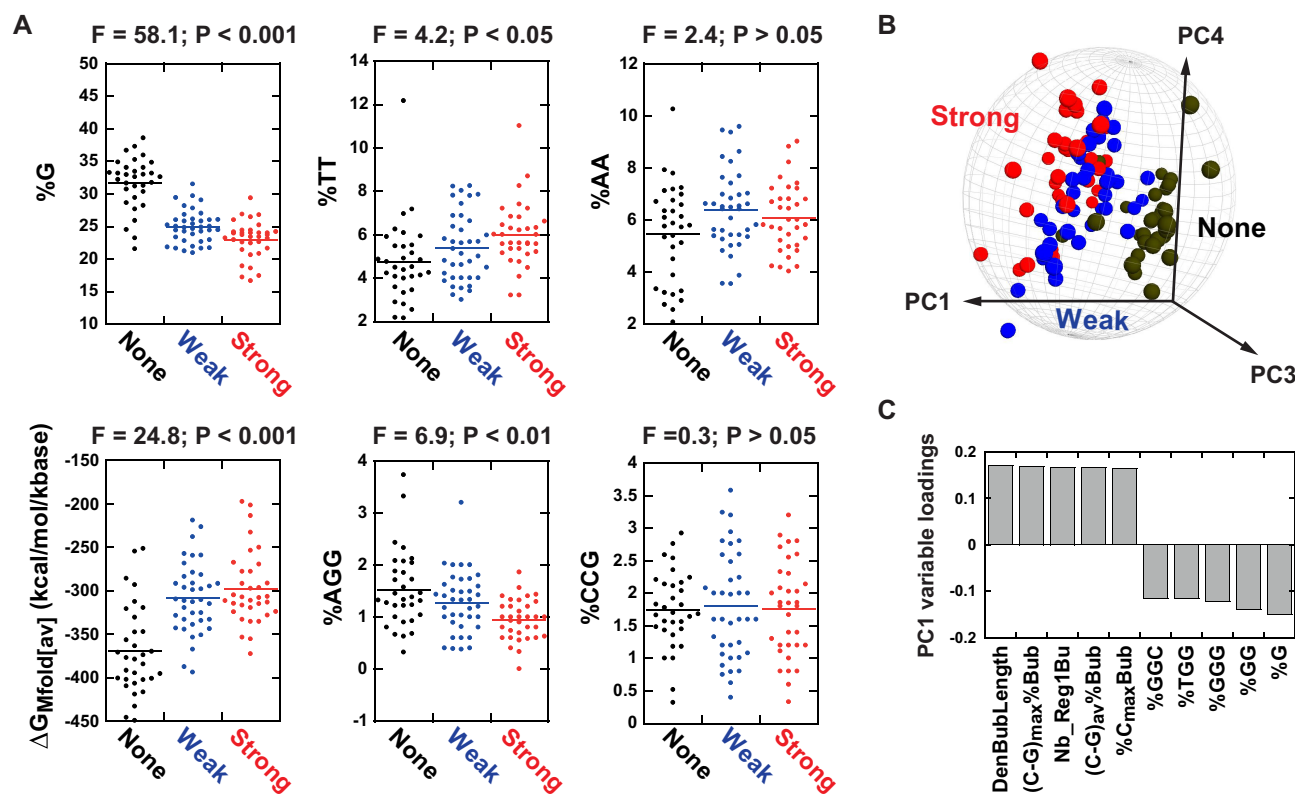 A
F = 58.1; P < 0.001
%G
50
45
40
35
30
25
20
15
10
None
Weak
Strong
F = 4.2; P < 0.05
%TT
14
12
10
8
6
4
2
None
Weak
Strong
F = 2.4; P > 0.05
%AA
12
10
8
6
4
2
None
Weak
Strong
F = 24.8; P < 0.001
ΔGMfold[av] (kcal/mol/kbase)
-150
-200
-250
-300
-350
-400
-450
None
Weak
Strong
F = 6.9; P < 0.01
%AGG
4
3
2
1
0
-1
None
Weak
Strong
F =0.3; P > 0.05
%CCG
4
3.5
3
2.5
2
1.5
1
0.5
0
None
Weak
Strong
B
PC4
Strong
None
PC1
Weak
PC3
C
PC1 variable loadings
0.2
0.1
0
-0.1
-0.2
DenBubLength
(C-G)max%Bub
Nb_Reg1Bu
(C-G)av%Bub
%CmaxBub
%GGC
%TGG
%GGG
%GG
%G